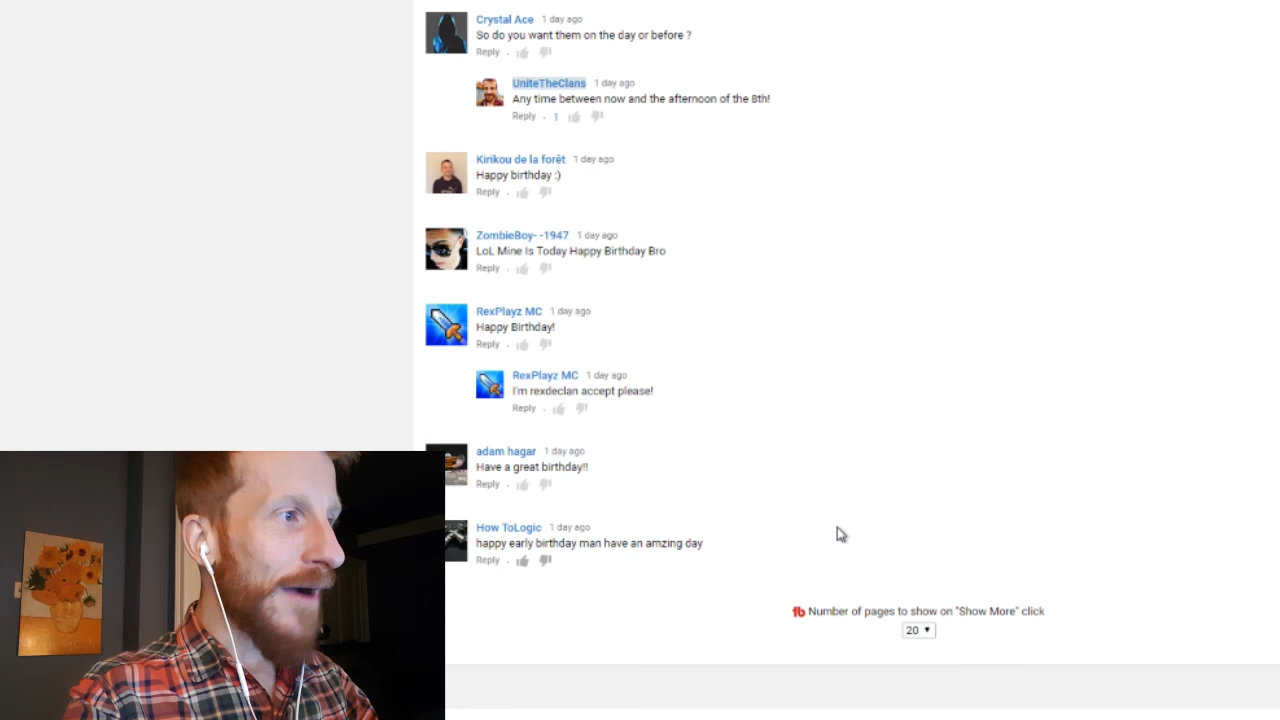 Crystal Ace 1 day ago
So do you want them on the day or before ?
Reply .
UniteTheClans 1 day ago
Any time between now and the afternoon of the 8th!
Reply . 1
Kirikou de la forêt 1 day ago
Happy birthday :)
Reply .
ZombieBoy- -1947 1 day ago
LoL Mine Is Today Happy Birthday Bro
Reply .
RexPlayz MC 1 day ago
Happy Birthday!
Reply .
RexPlayz MC 1 day ago
I'm rexdeclan accept please!
Reply .
adam hagar 1 day ago
Have a great birthday!!
Reply .
How ToLogic 1 day ago
happy early birthday man have an amzing day
Reply .
tb Number of pages to show on "Show More" click
20